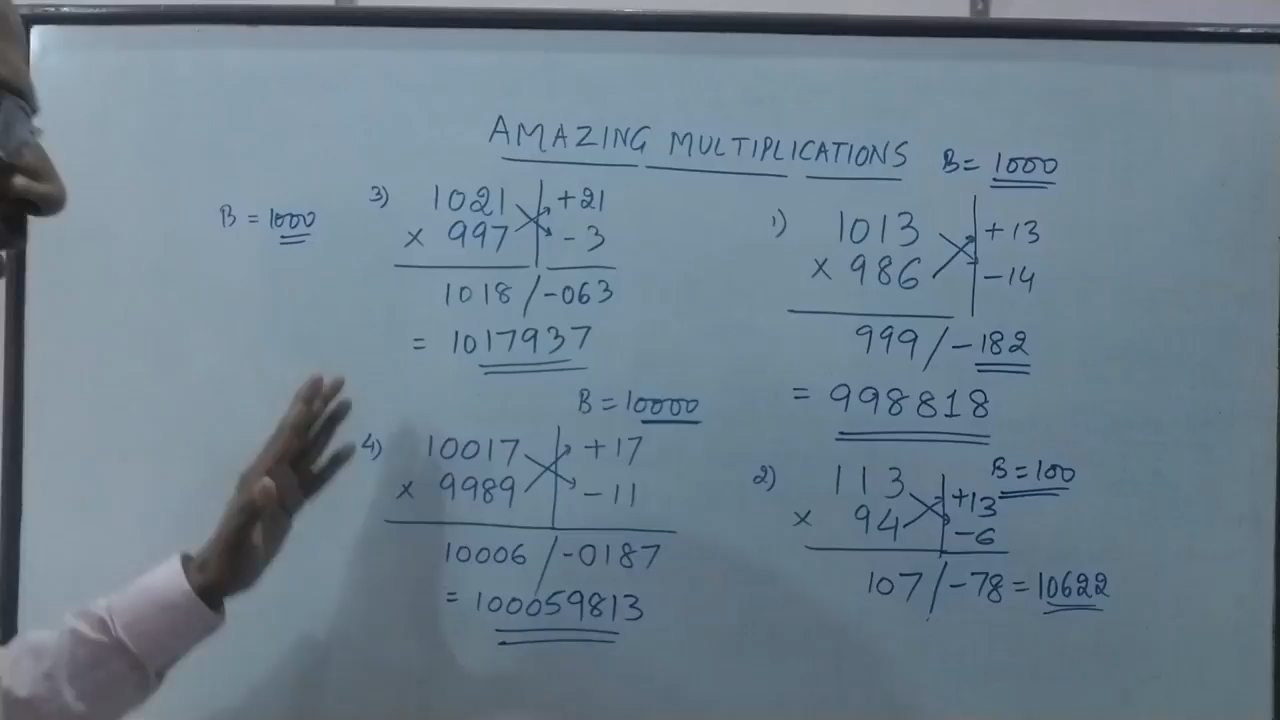 AMAZING MULTIPLICATIONS
B = 1000
1) 1013 +13
× 986 -14
999 / -182
= 998818
2) 113 +13 B = 100
× 94 -6
107 / -78 = 10622
B = 1000
3) 1021 +21
× 997 -3
1018 / -063
= 1017937
B = 10000
4) 10017 +17
× 9989 -11
10006 / -0187
= 100059813